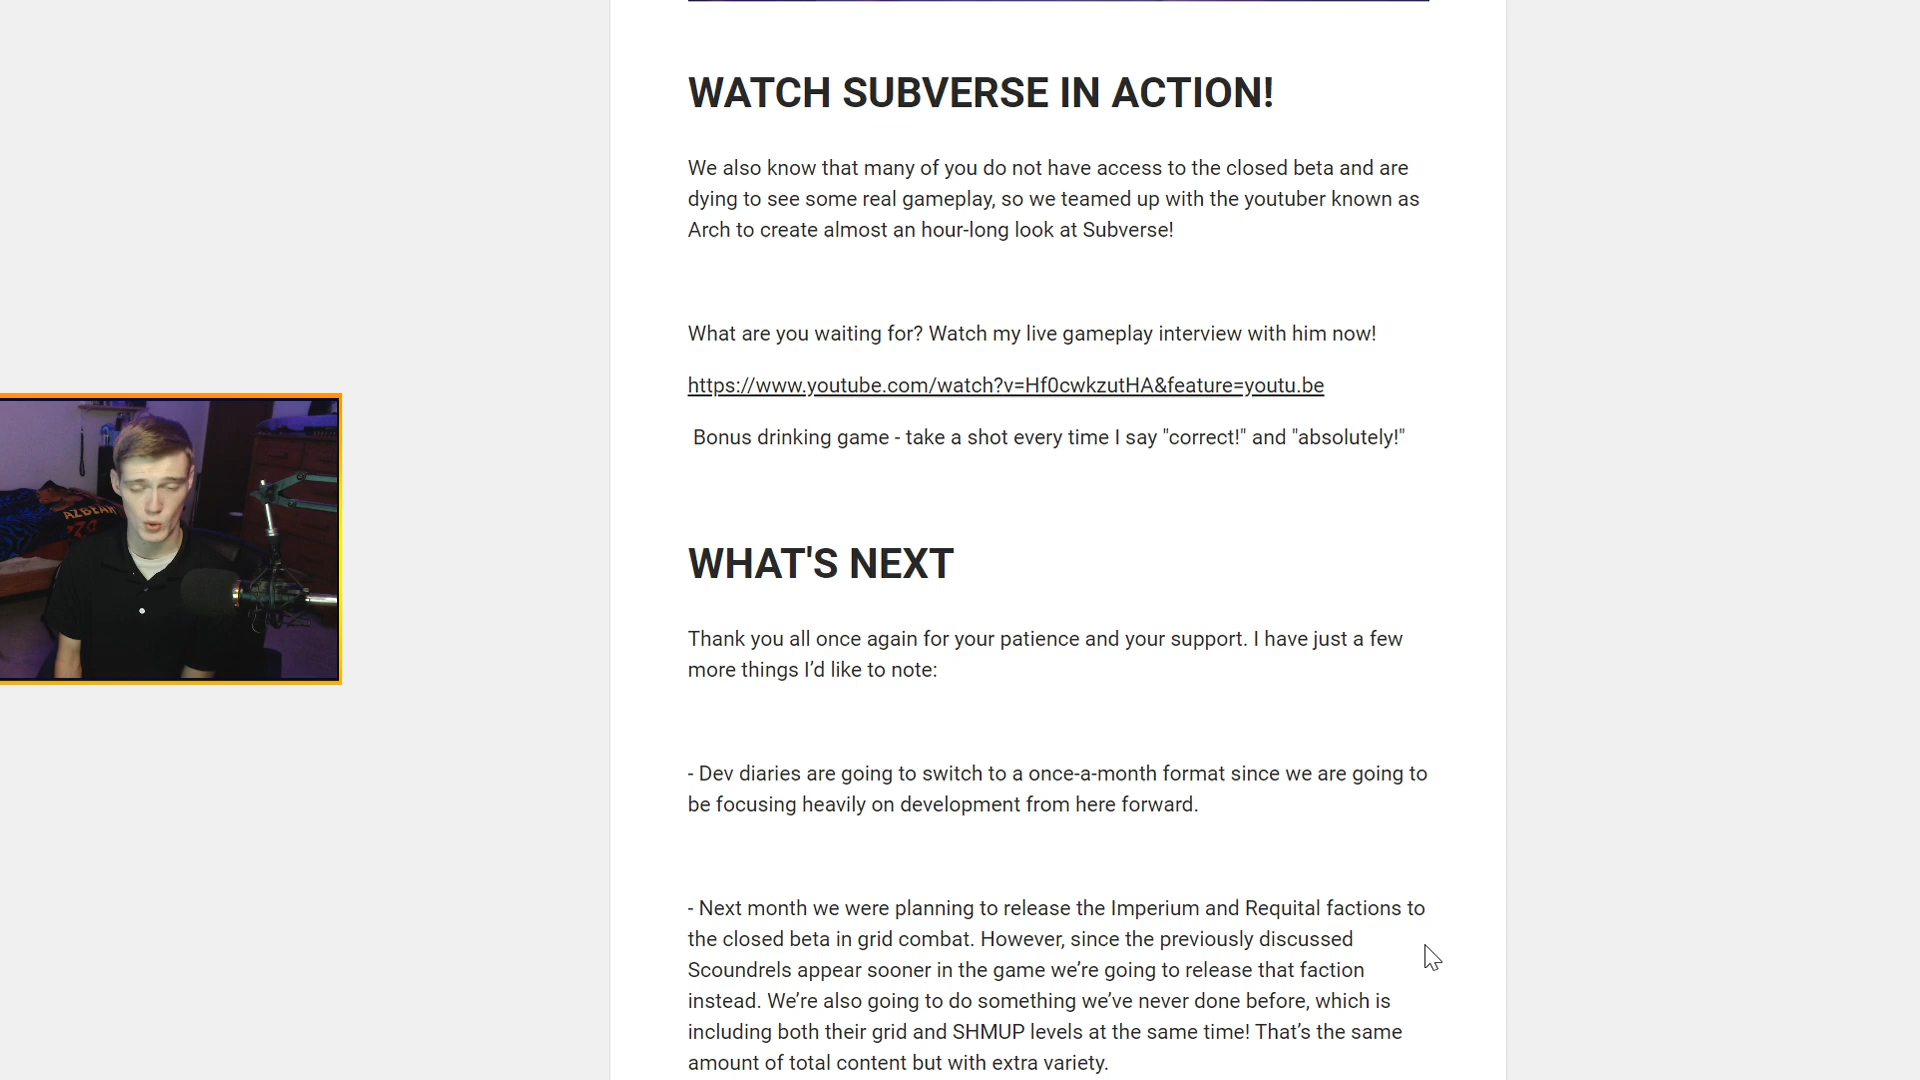 WATCH SUBVERSE IN ACTION!
We also know that many of you do not have access to the closed beta and are
dying to see some real gameplay, so we teamed up with the youtuber known as
Arch to create almost an hour-long look at Subverse!
What are you waiting for? Watch my live gameplay interview with him now!
https://www.youtube.com/watch?v=Hf0cwkzutHA&feature=youtu.be
Bonus drinking game - take a shot every time I say "correct!" and "absolutely!"
WHAT'S NEXT
Thank you all once again for your patience and your support. I have just a few
more things I’d like to note:
- Dev diaries are going to switch to a once-a-month format since we are going to
be focusing heavily on development from here forward.
- Next month we were planning to release the Imperium and Requital factions to
the closed beta in grid combat. However, since the previously discussed
Scoundrels appear sooner in the game we’re going to release that faction
instead. We’re also going to do something we’ve never done before, which is
including both their grid and SHMUP levels at the same time! That’s the same
amount of total content but with extra variety.